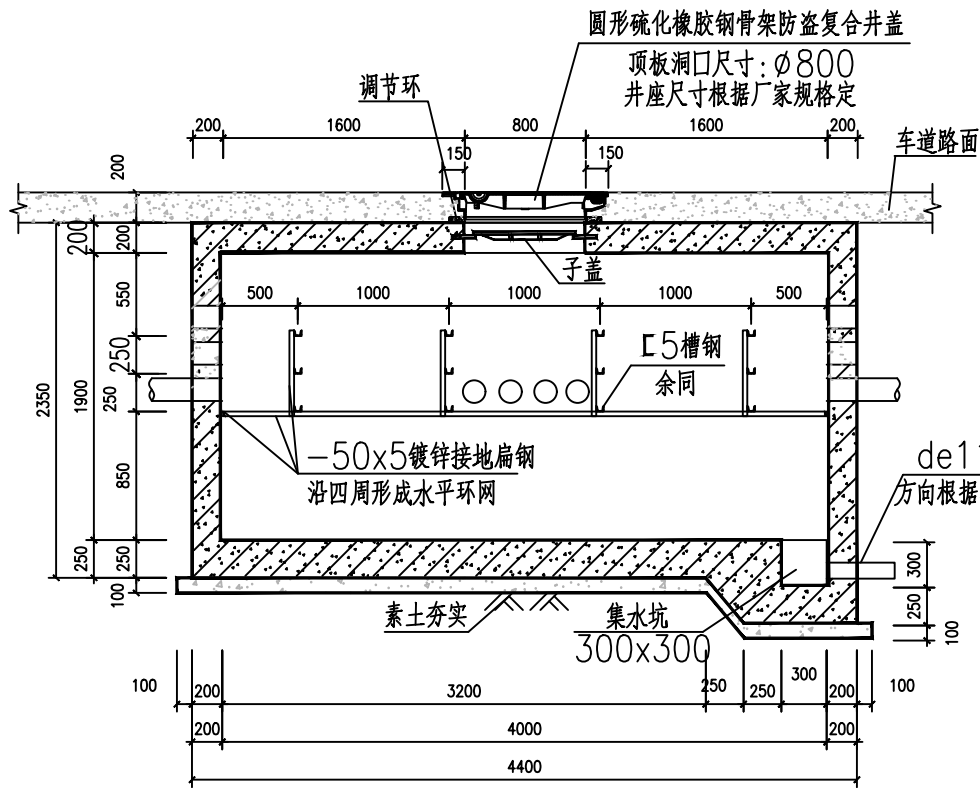 圆形硫化橡胶钢骨架防盗复合井盖
顶板洞口尺寸：Ø800
井座尺寸根据厂家规格定
调节环
200 1600 800 1600 200
150 150
车道路面
200
200
200
子盖
550
500 1000 1000 1000 500
250
[5槽钢
余同
2350
1900
250
-50x5镀锌接地扁钢
沿四周形成水平环网
de1
方向根据
850
250
250
100
300
250
100
素土夯实
集水坑
300x300
100 200 3200 250 250 300 200 100
200 4000 200
4400